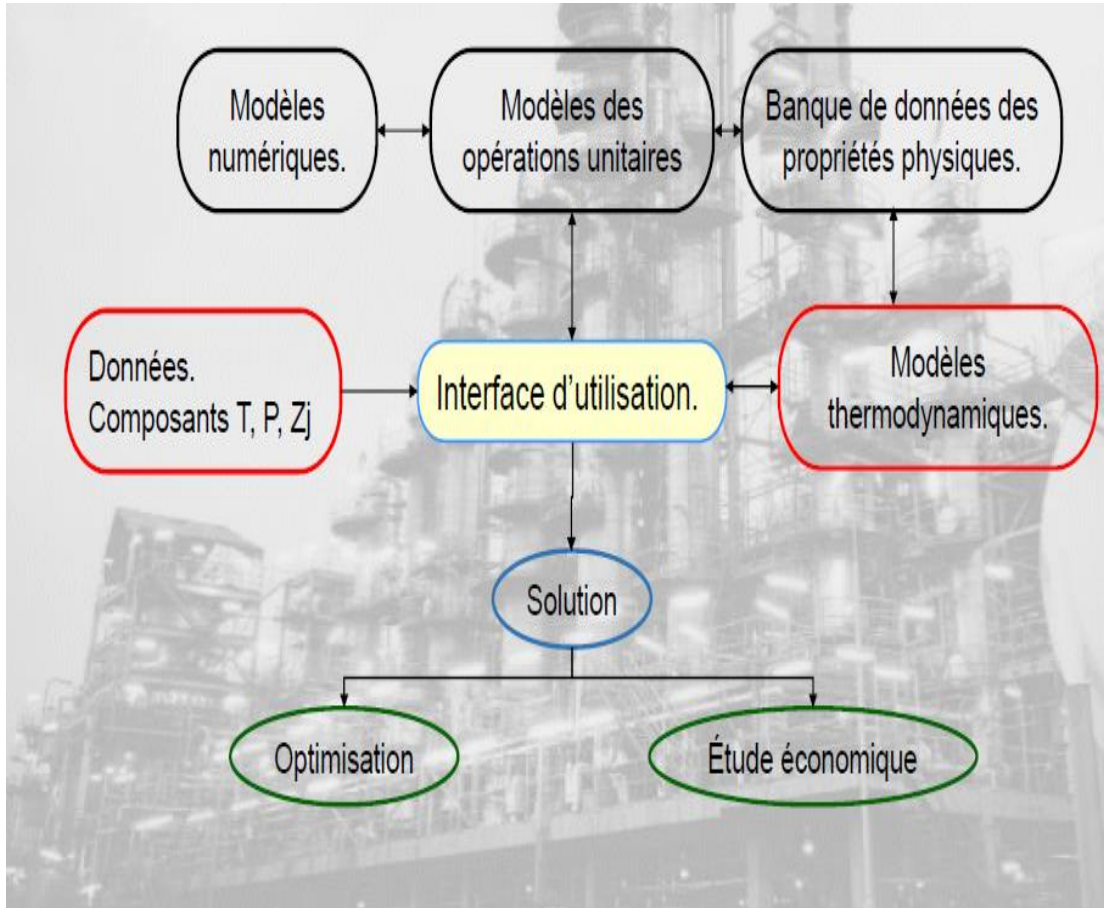 Modèles
numériques.
Modèles des
opérations unitaires
Banque de données des
propriétés physiques.
Données.
Composants T, P, Zj
Interface d’utilisation.
Modèles
thermodynamiques.
Solution
Optimisation
Étude économique